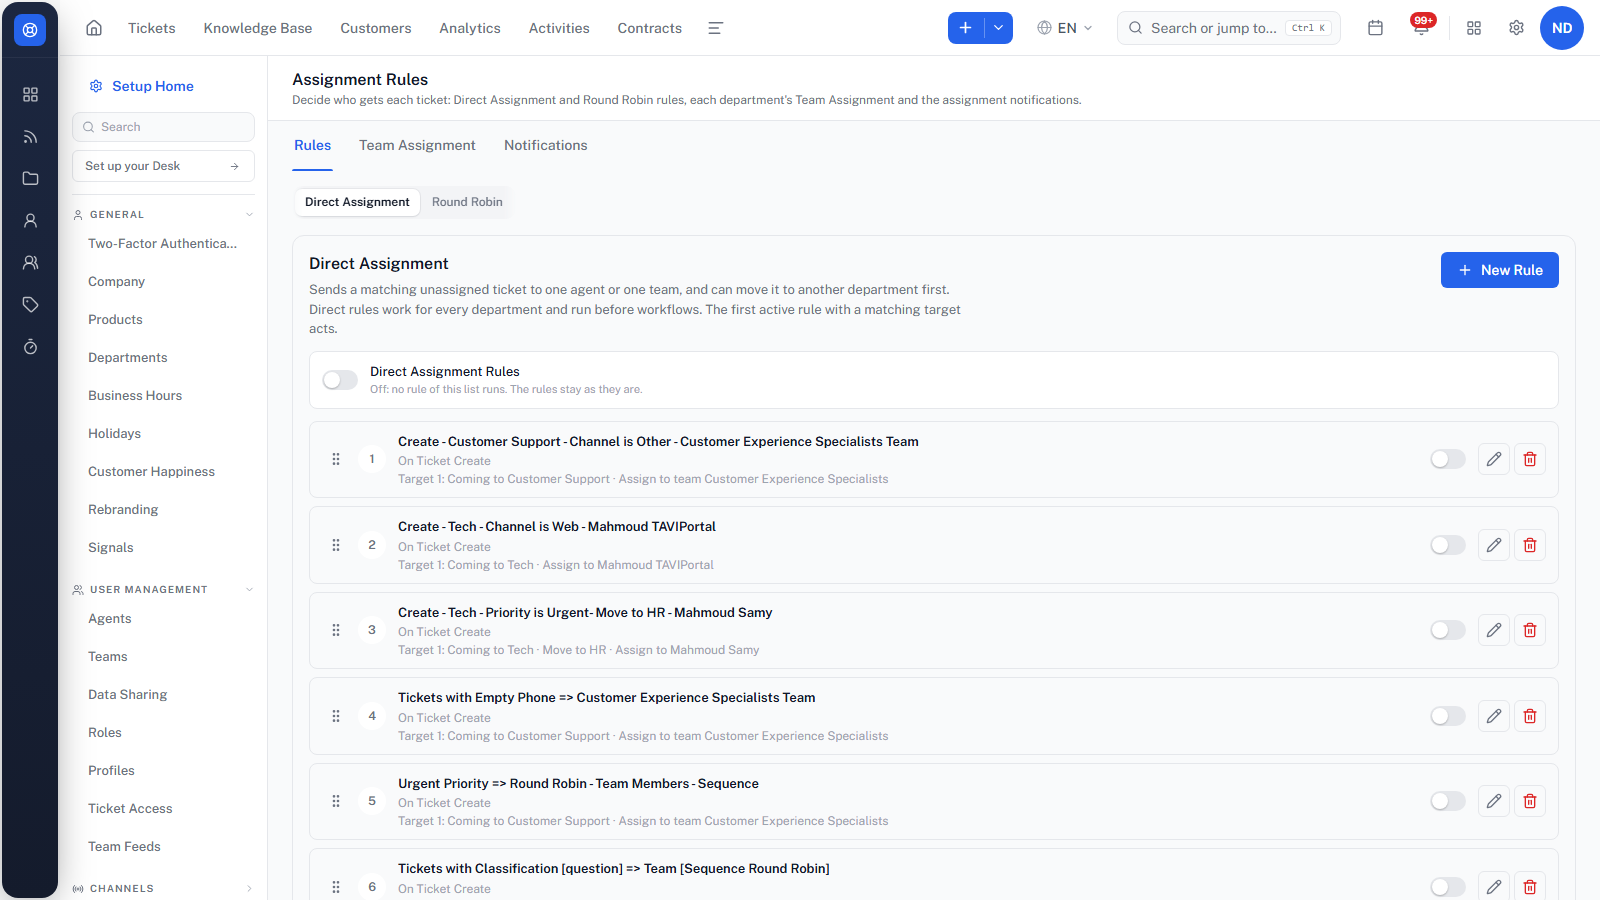 Tickets
Knowledge Base
Customers
Analytics
Activities
Contracts
EN
Search or jump to...
Ctrl K
99+
ND
Setup Home
Search
Set up your Desk
GENERAL
Two-Factor Authentica...
Company
Products
Departments
Business Hours
Holidays
Customer Happiness
Rebranding
Signals
USER MANAGEMENT
Agents
Teams
Data Sharing
Roles
Profiles
Ticket Access
Team Feeds
CHANNELS
Assignment Rules
Decide who gets each ticket: Direct Assignment and Round Robin rules, each department's Team Assignment and the assignment notifications.
Rules
Team Assignment
Notifications
Direct Assignment
Round Robin
Direct Assignment
Sends a matching unassigned ticket to one agent or one team, and can move it to another department first.
Direct rules work for every department and run before workflows. The first active rule with a matching target
acts.
New Rule
Direct Assignment Rules
Off: no rule of this list runs. The rules stay as they are.
1
Create - Customer Support - Channel is Other - Customer Experience Specialists Team
On Ticket Create
Target 1: Coming to Customer Support · Assign to team Customer Experience Specialists
2
Create - Tech - Channel is Web - Mahmoud TAVIPortal
On Ticket Create
Target 1: Coming to Tech · Assign to Mahmoud TAVIPortal
3
Create - Tech - Priority is Urgent- Move to HR - Mahmoud Samy
On Ticket Create
Target 1: Coming to Tech · Move to HR · Assign to Mahmoud Samy
4
Tickets with Empty Phone => Customer Experience Specialists Team
On Ticket Create
Target 1: Coming to Customer Support · Assign to team Customer Experience Specialists
5
Urgent Priority => Round Robin - Team Members - Sequence
On Ticket Create
Target 1: Coming to Customer Support · Assign to team Customer Experience Specialists
6
Tickets with Classification [question] => Team [Sequence Round Robin]
On Ticket Create